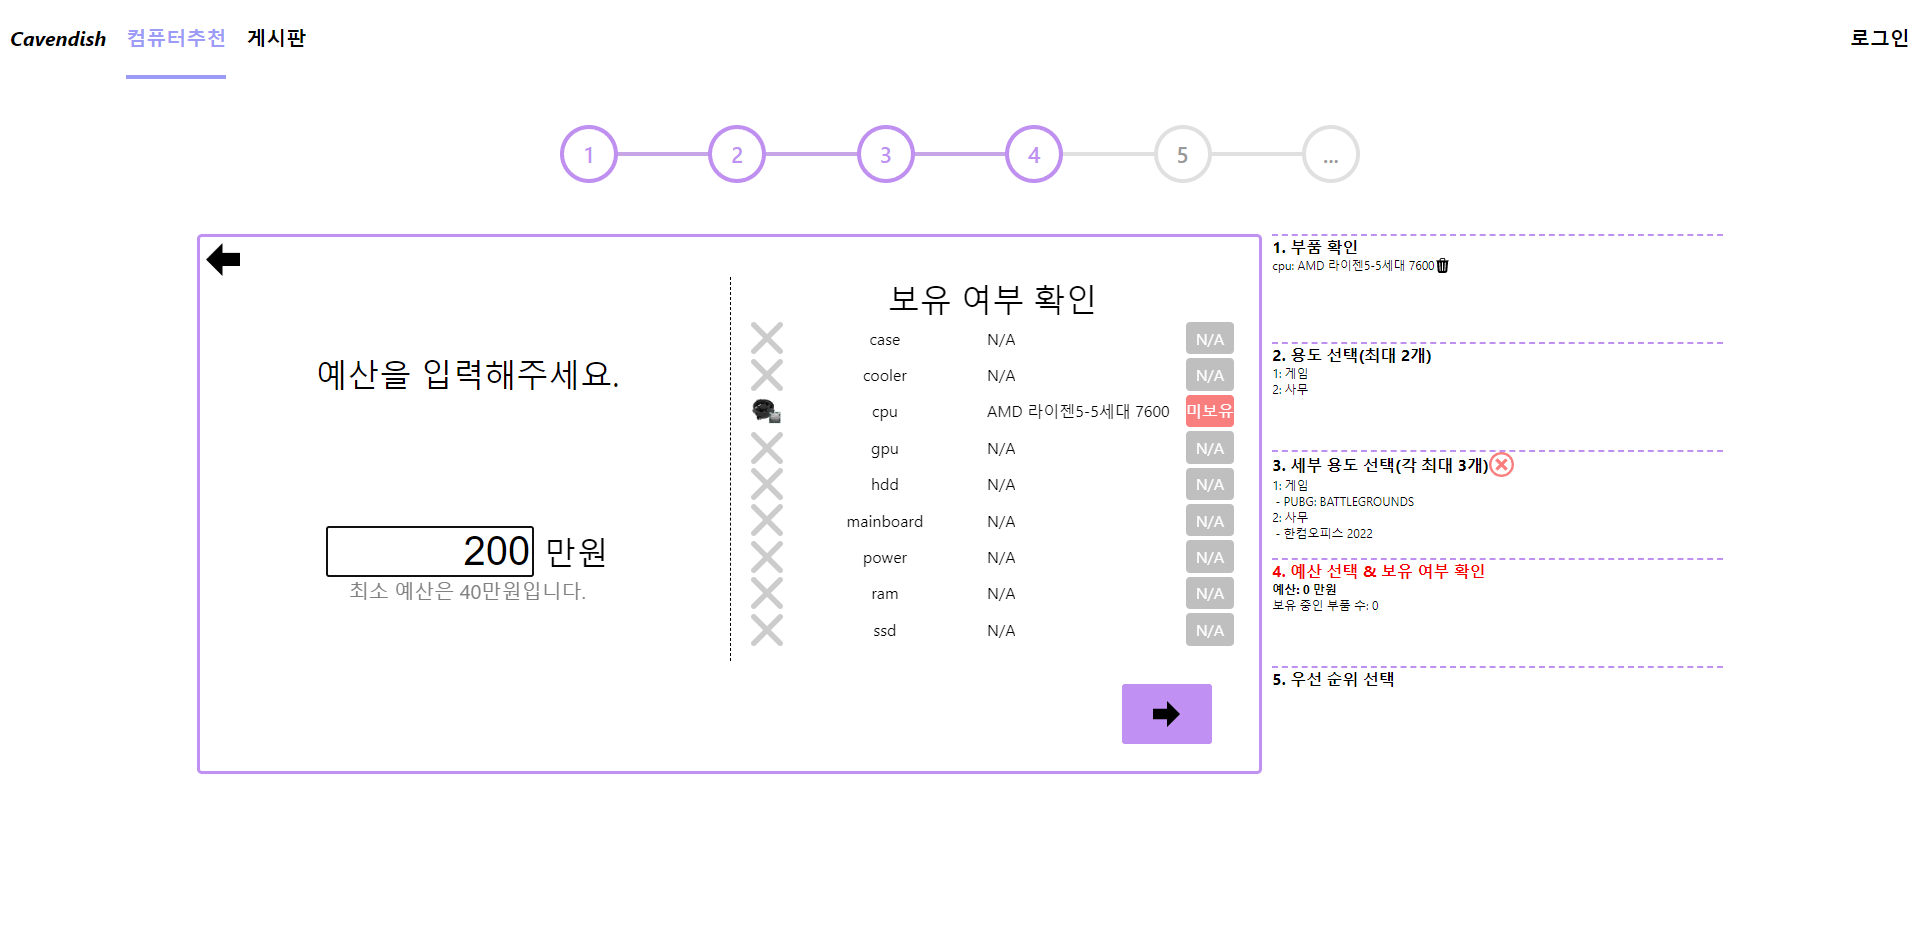 Cavendish 컴퓨터추천 게시판 로그인
1 2 3 4 5 ...
예산을 입력해주세요.
200 만원
최소 예산은 40만원입니다.
보유 여부 확인
case N/A N/A
cooler N/A N/A
cpu AMD 라이젠5-5세대 7600 미보유
gpu N/A N/A
hdd N/A N/A
mainboard N/A N/A
power N/A N/A
ram N/A N/A
ssd N/A N/A
1. 부품 확인
cpu: AMD 라이젠5-5세대 7600
2. 용도 선택(최대 2개)
1: 게임
2: 사무
3. 세부 용도 선택(각 최대 3개)
1: 게임
- PUBG: BATTLEGROUNDS
2: 사무
- 한컴오피스 2022
4. 예산 선택 & 보유 여부 확인
예산: 0 만원
보유 중인 부품 수: 0
5. 우선 순위 선택